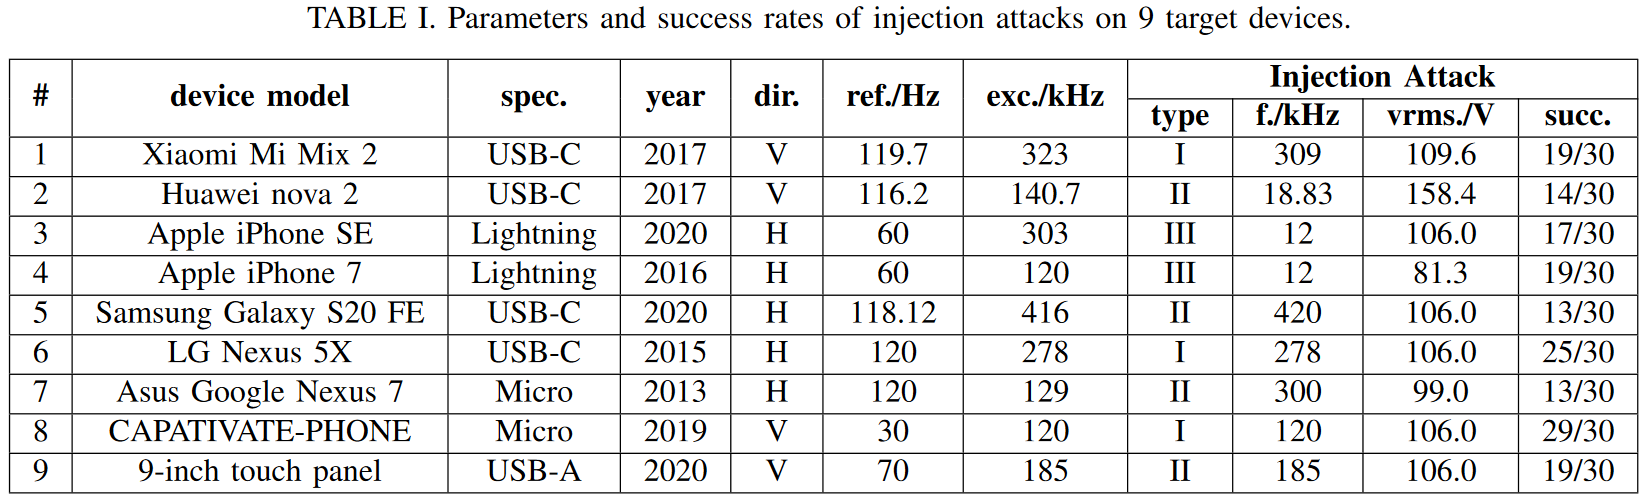 TABLE I. Parameters and success rates of injection attacks on 9 target devices.
# device model spec. year dir. ref./Hz exc./kHz Injection Attack
type f./kHz vrms./V succ.
1 Xiaomi Mi Mix 2 USB-C 2017 V 119.7 323 I 309 109.6 19/30
2 Huawei nova 2 USB-C 2017 V 116.2 140.7 II 18.83 158.4 14/30
3 Apple iPhone SE Lightning 2020 H 60 303 III 12 106.0 17/30
4 Apple iPhone 7 Lightning 2016 H 60 120 III 12 81.3 19/30
5 Samsung Galaxy S20 FE USB-C 2020 H 118.12 416 II 420 106.0 13/30
6 LG Nexus 5X USB-C 2015 H 120 278 I 278 106.0 25/30
7 Asus Google Nexus 7 Micro 2013 H 120 129 II 300 99.0 13/30
8 CAPATIVATE-PHONE Micro 2019 V 30 120 I 120 106.0 29/30
9 9-inch touch panel USB-A 2020 V 70 185 II 185 106.0 19/30